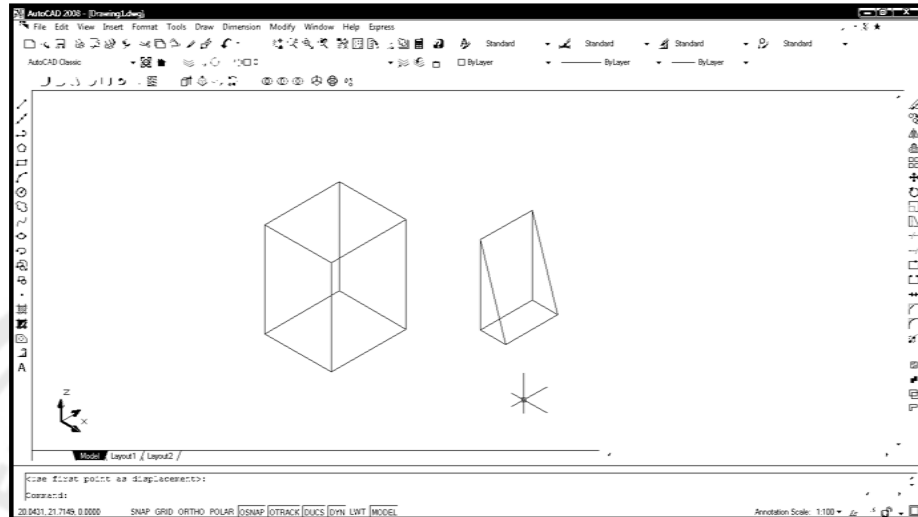 AutoCAD 2008 - [Drawing1.dwg]
File Edit View Insert Format Tools Draw Dimension Modify Window Help Express
Standard Standard Standard Standard
AutoCAD Classic ByLayer ByLayer ByLayer
A
Z
X
Model Layout1 Layout2
<use first point as displacement>:
Command:
20.0431, 21.7149, 0.0000 SNAP GRID ORTHO POLAR OSNAP OTRACK DUCS DYN LWT MODEL Annotation Scale: 1:100